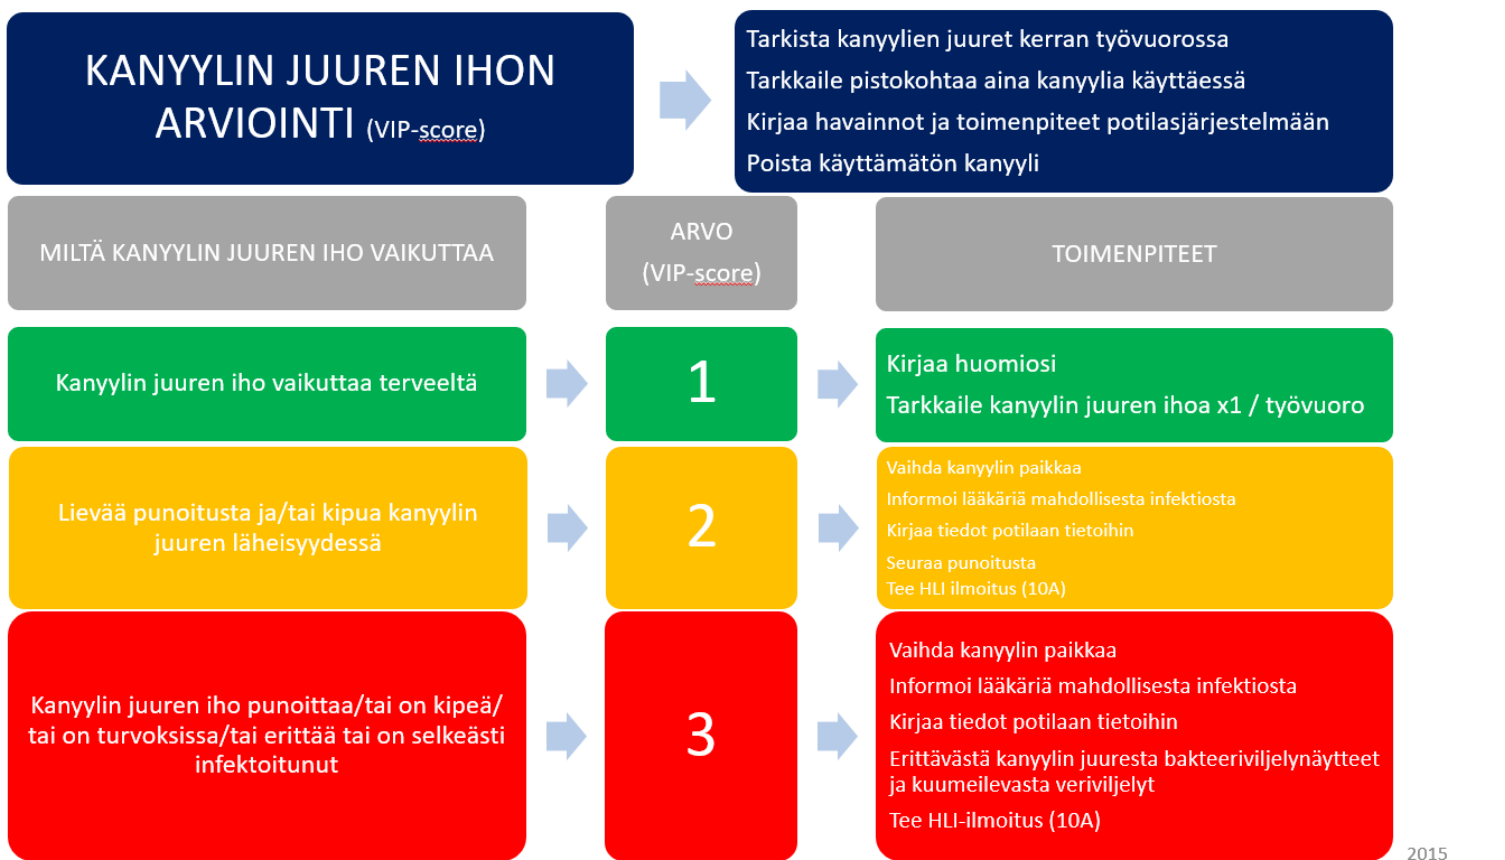 KANYYLIN JUUREN IHON
ARVIOINTI (VIP-score)
Tarkista kanyylien juuret kerran työvuorossa
Tarkkaile pistokohtaa aina kanyylia käyttäessä
Kirjaa havainnot ja toimenpiteet potilasjärjestelmään
Poista käyttämätön kanyyli
MILTÄ KANYYLIN JUUREN IHO VAIKUTTAA
ARVO
(VIP-score)
TOIMENPITEET
Kanyylin juuren iho vaikuttaa terveeltä
1
Kirjaa huomiosi
Tarkkaile kanyylin juuren ihoa x1 / työvuoro
Lievää punoitusta ja/tai kipua kanyylin
juuren läheisyydessä
2
Vaihda kanyylin paikkaa
Informoi lääkäriä mahdollisesta infektiosta
Kirjaa tiedot potilaan tietoihin
Seuraa punoitusta
Tee HLI ilmoitus (10A)
Kanyylin juuren iho punoittaa/tai on kipeä/
tai on turvoksissa/tai erittää tai on selkeästi
infektoitunut
3
Vaihda kanyylin paikkaa
Informoi lääkäriä mahdollisesta infektiosta
Kirjaa tiedot potilaan tietoihin
Erittävästä kanyylin juuresta bakteeriviljelynäytteet
ja kuumeilevasta veriviljelyt
Tee HLI-ilmoitus (10A)
2015